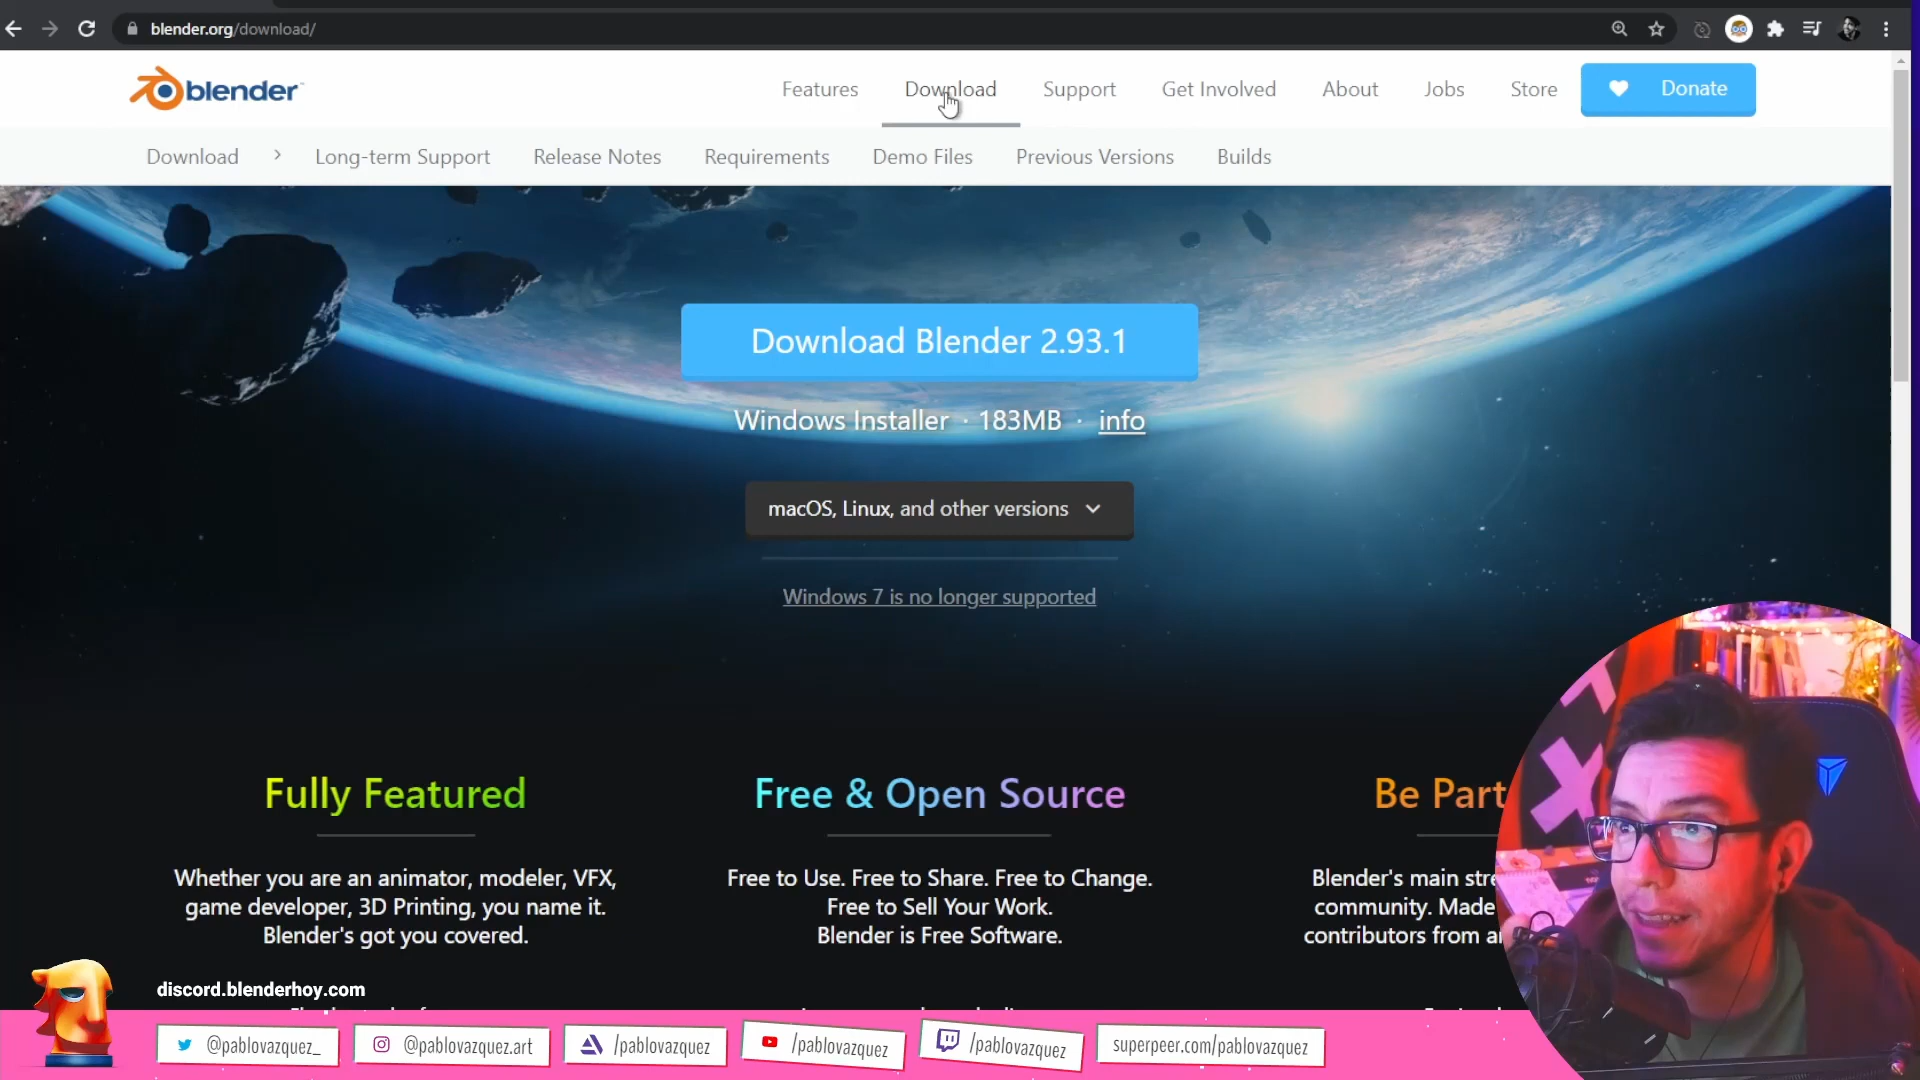 blender.org/download/
blender
Features
Download
Support
Get Involved
About
Jobs
Store
Donate
Download
Long-term Support
Release Notes
Requirements
Demo Files
Previous Versions
Builds
Download Blender 2.93.1
Windows Installer · 183MB · info
macOS, Linux, and other versions
Windows 7 is no longer supported
Fully Featured
Whether you are an animator, modeler, VFX,
game developer, 3D Printing, you name it.
Blender's got you covered.
Free & Open Source
Free to Use. Free to Share. Free to Change.
Free to Sell Your Work.
Blender is Free Software.
Be Part
Blender's main
community. Made
contributors from
discord.blenderhoy.com
@pablovazquez_
@pablovazquez.art
/pablovazquez
/pablovazquez
/pablovazquez
superpeer.com/pablovazquez